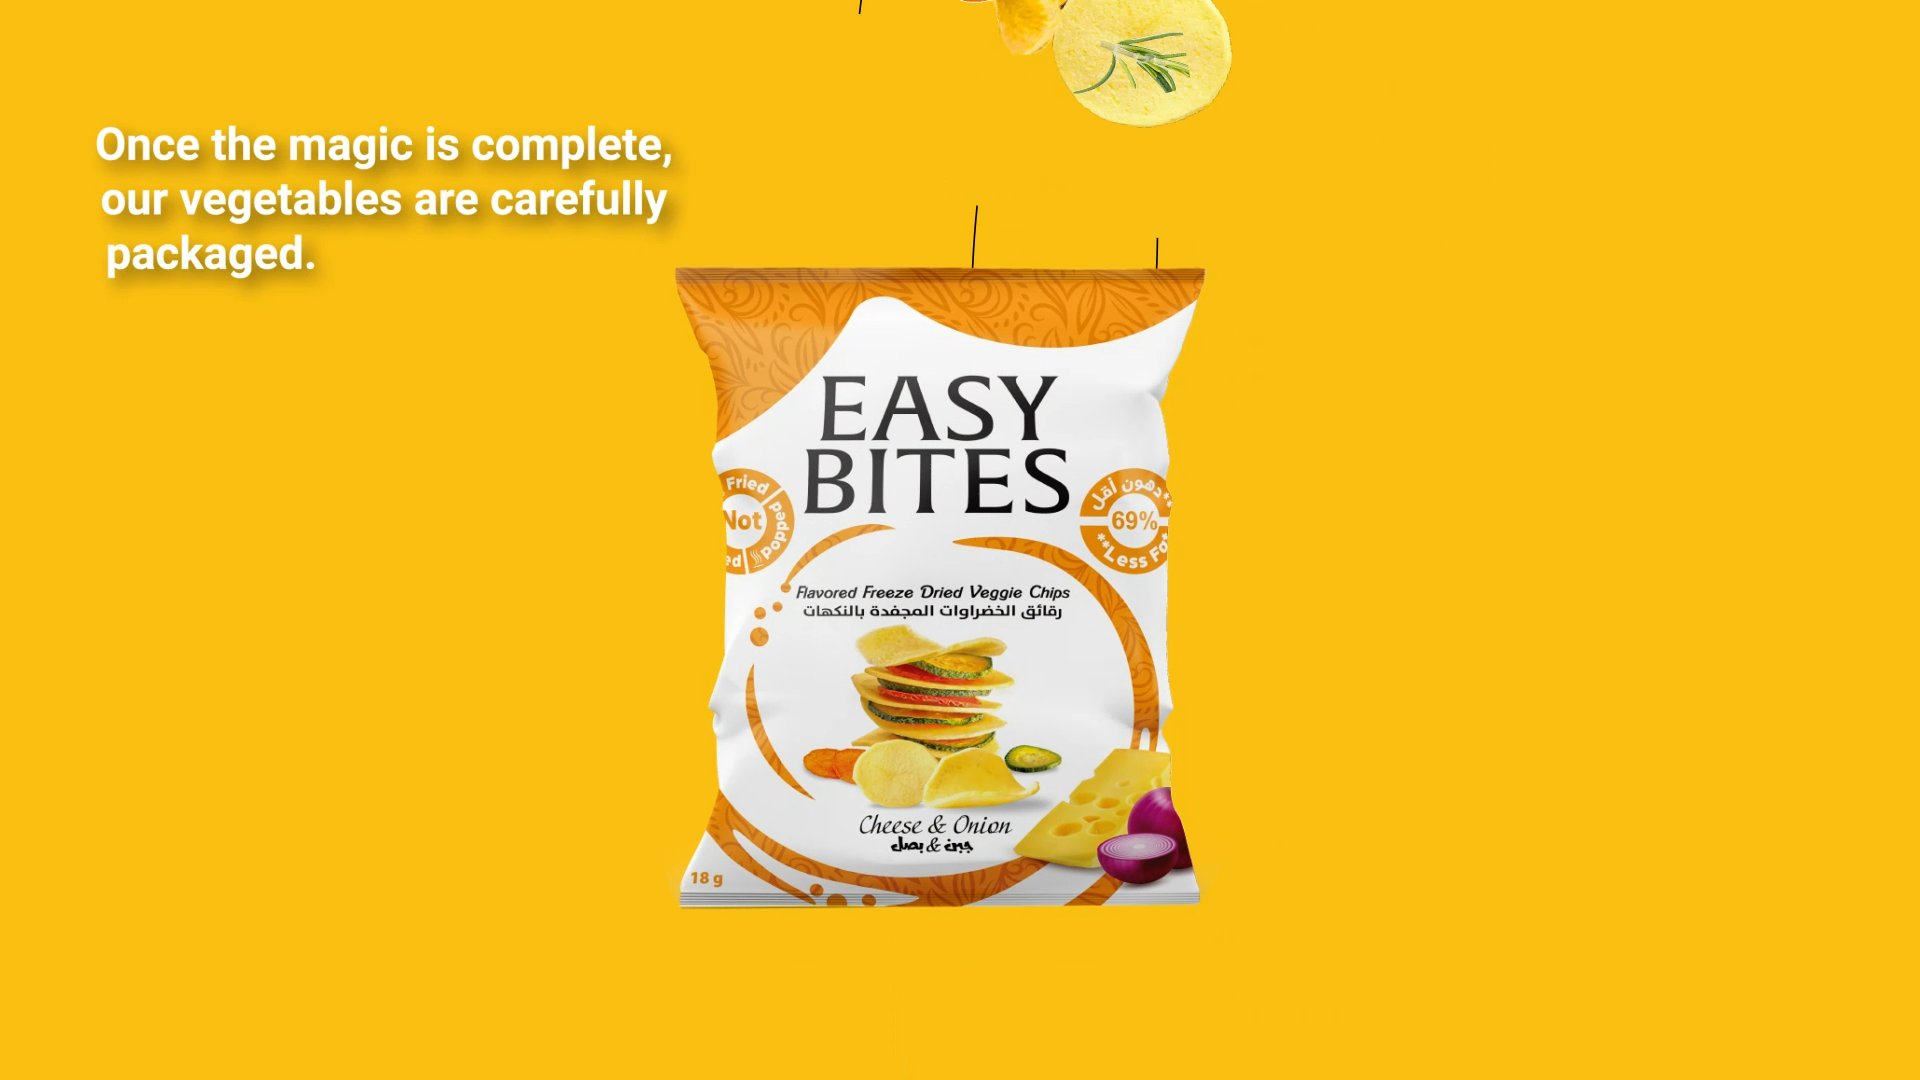 Once the magic is complete,
our vegetables are carefully
packaged.
EASY
BITES
Fried
Not
Popped
دهون أقل**
69%
**Less Fat
Flavored Freeze Dried Veggie Chips
رقائق الخضراوات المجفدة بالنكهات
Cheese & Onion
جبن & بصل
18 g